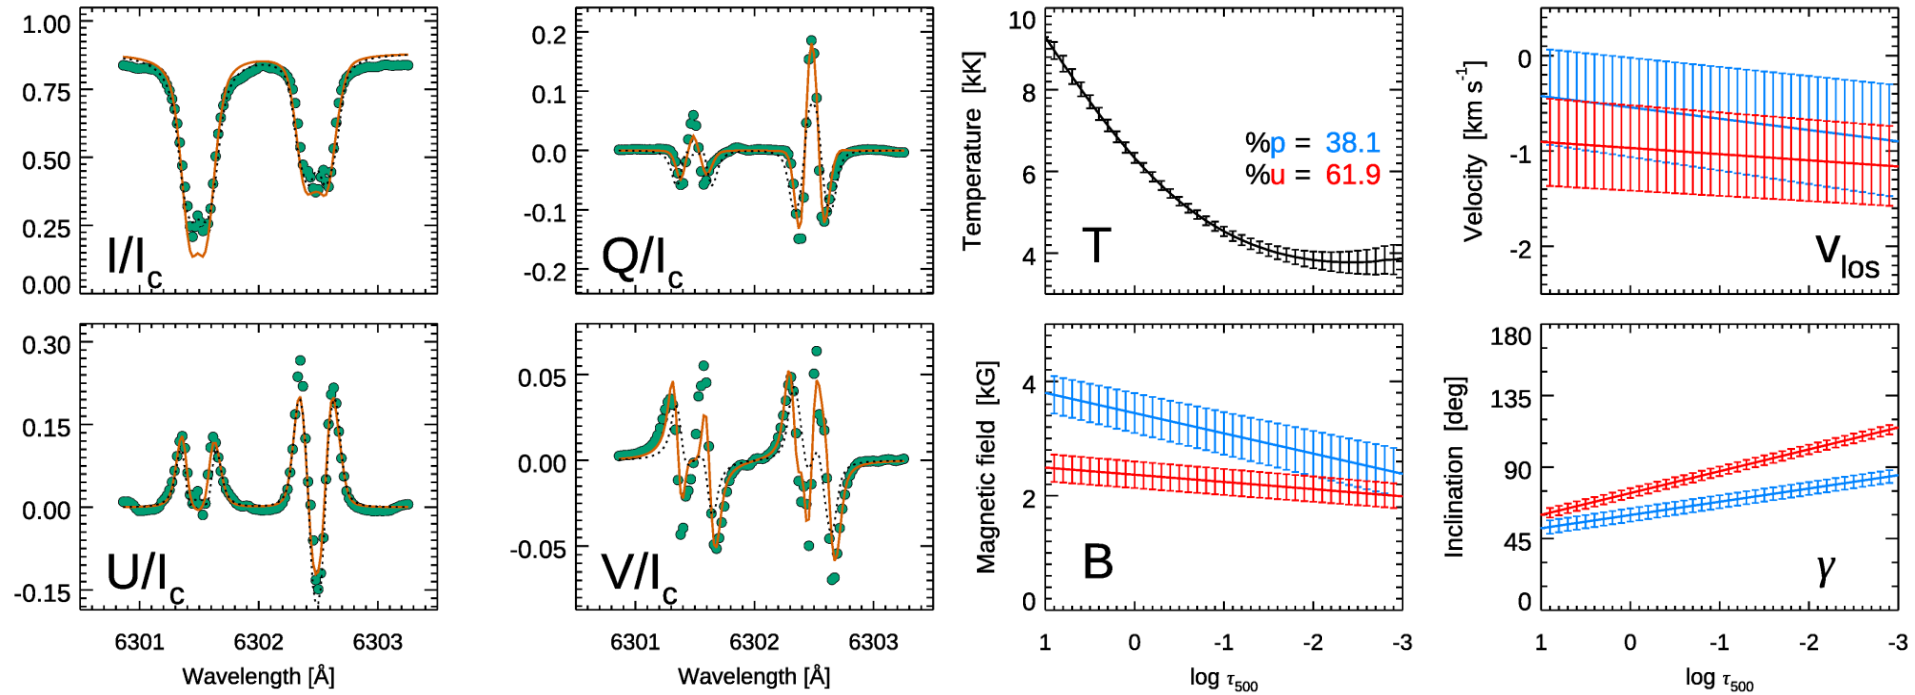 1.00
0.75
0.50
0.25
0.00
I/Ic
0.2
0.1
0.0
-0.1
-0.2
Q/Ic
10
8
6
4
Temperature [kK]
%p = 38.1
%u = 61.9
T
0
-1
-2
Velocity [km s-1]
vlos
0.30
0.15
0.00
-0.15
U/Ic
6301 6302 6303
Wavelength [Å]
0.05
0.00
-0.05
V/Ic
6301 6302 6303
Wavelength [Å]
4
2
0
Magnetic field [kG]
B
1 0 -1 -2 -3
log τ500
180
135
90
45
0
Inclination [deg]
γ
1 0 -1 -2 -3
log τ500